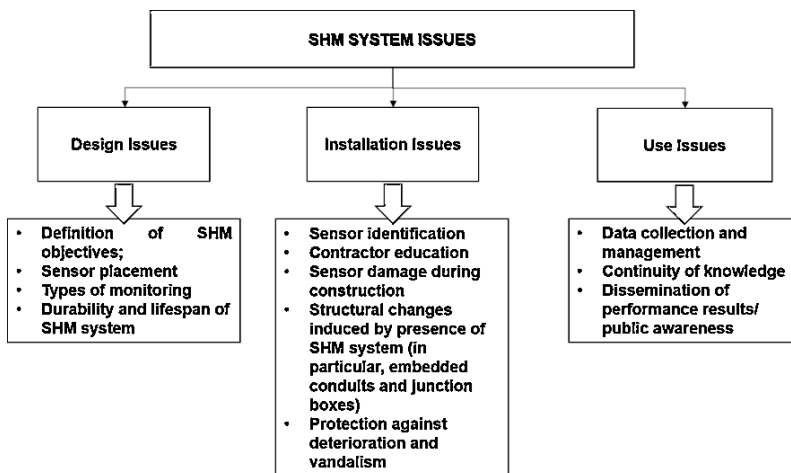 SHM SYSTEM ISSUES
Design Issues
• Definition of SHM
objectives;
• Sensor placement
• Types of monitoring
• Durability and lifespan of
SHM system
Installation Issues
• Sensor identification
• Contractor education
• Sensor damage during
construction
• Structural changes
induced by presence of
SHM system (in
particular, embedded
conduits and junction
boxes)
• Protection against
deterioration and
vandalism
Use Issues
• Data collection and
management
• Continuity of knowledge
• Dissemination of
performance results/
public awareness